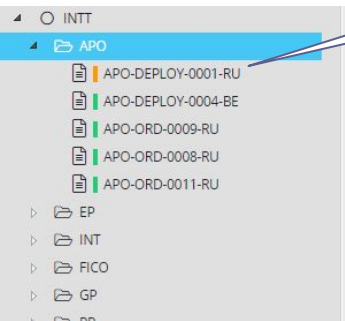 INTT
APO
APO-DEPLOY-0001-RU
APO-DEPLOY-0004-BE
APO-ORD-0009-RU
APO-ORD-0008-RU
APO-ORD-0011-RU
EP
INT
FICO
GP